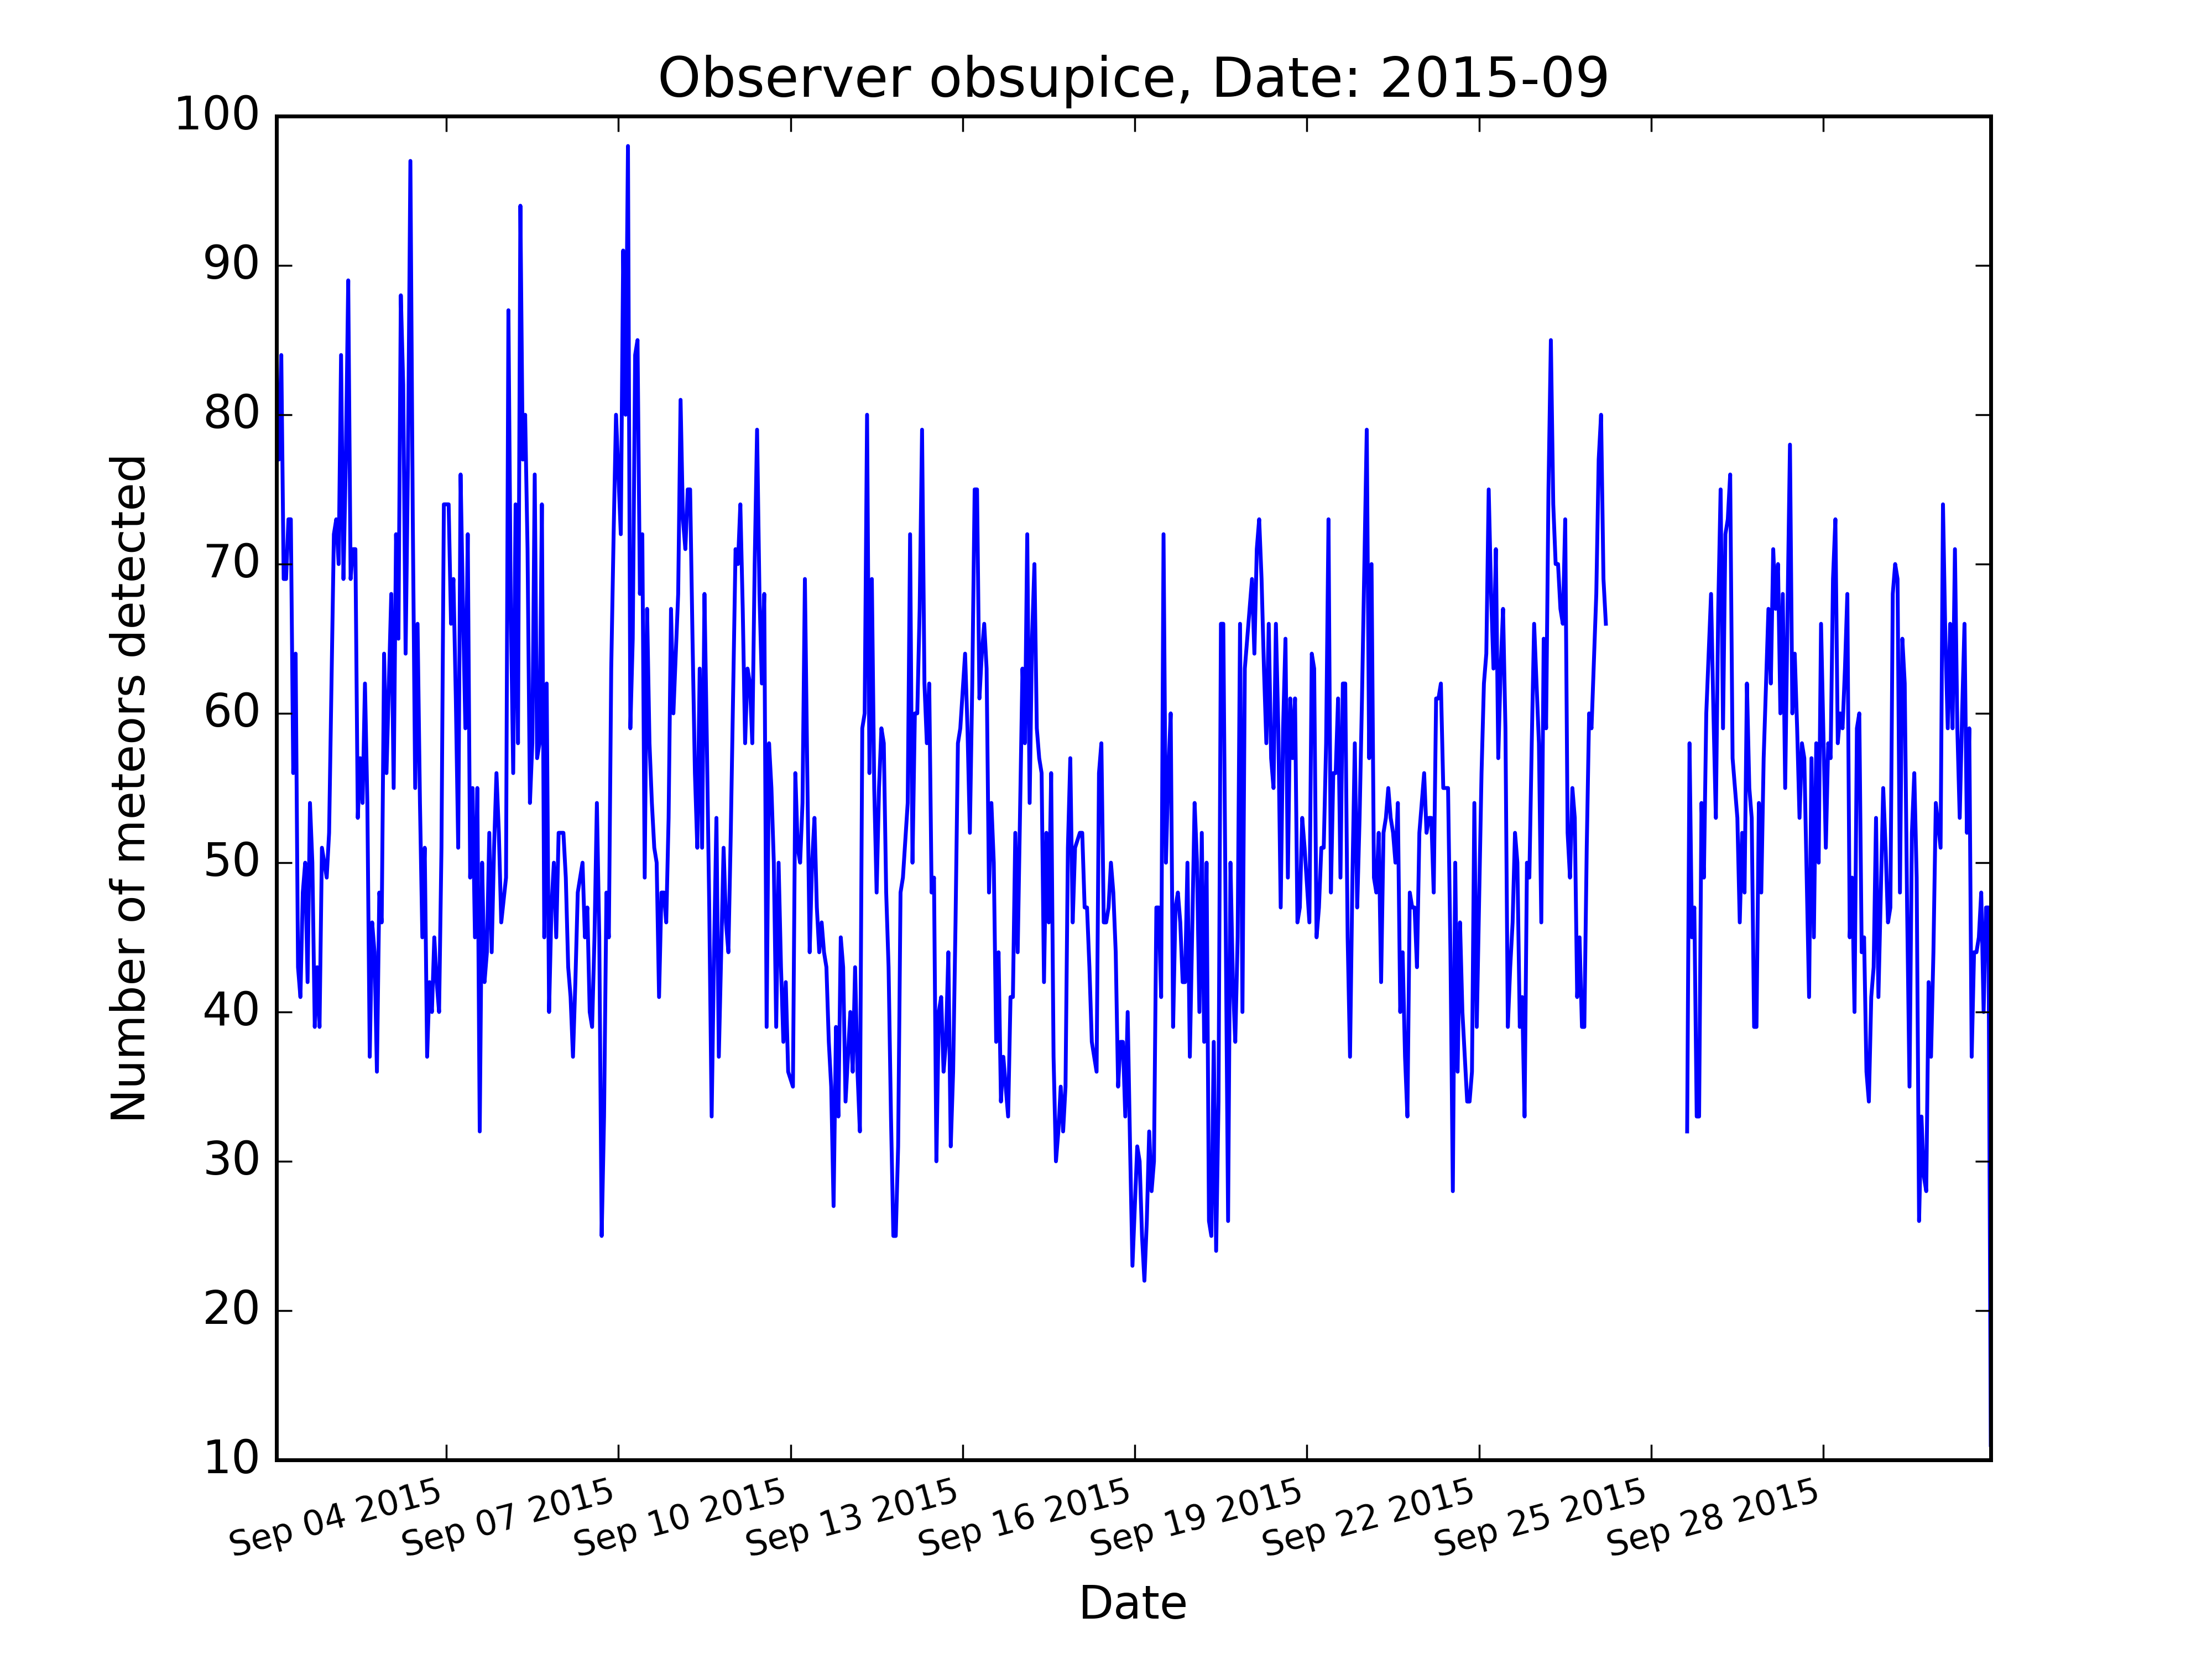 Observer obsupice, Date: 2015-09
100
90
80
70
60
50
40
30
20
10
Number of meteors detected
Sep 04 2015
Sep 07 2015
Sep 10 2015
Sep 13 2015
Sep 16 2015
Sep 19 2015
Sep 22 2015
Sep 25 2015
Sep 28 2015
Date